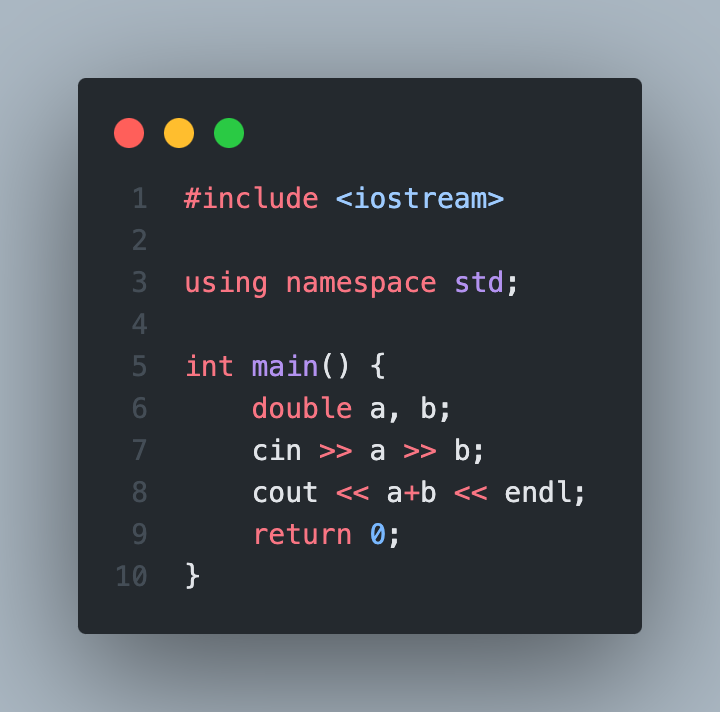 1 #include <iostream>
2
3 using namespace std;
4
5 int main() {
6     double a, b;
7     cin >> a >> b;
8     cout << a+b << endl;
9     return 0;
10 }